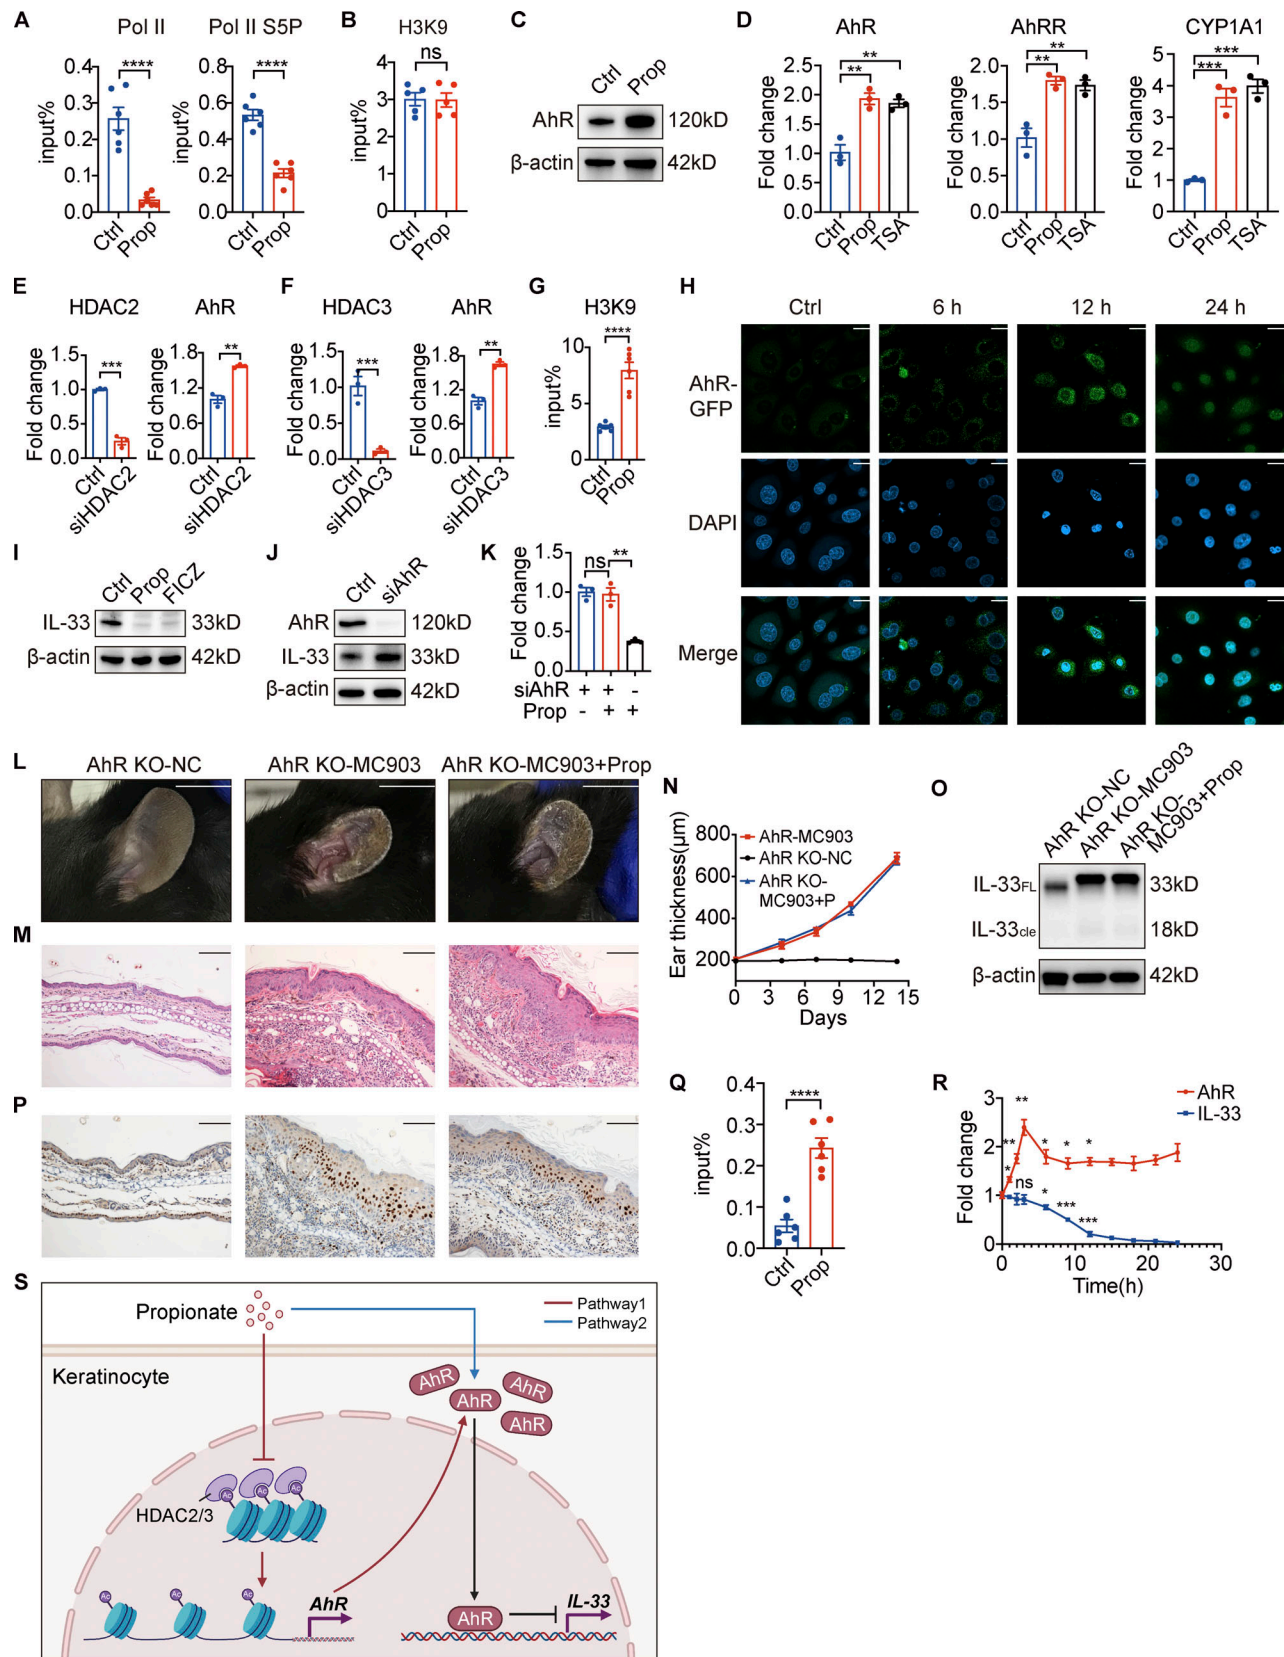 A
Pol II
Pol II S5P
****
****
input%
0.4
0.3
0.2
0.1
0.0
input%
0.8
0.6
0.4
0.2
0.0
Ctrl
Prop
Ctrl
Prop
B
H3K9
ns
input%
4
3
2
1
0
Ctrl
Prop
C
Ctrl
Prop
AhR
120kD
β-actin
42kD
D
AhR
AhRR
CYP1A1
**
**
Fold change
2.5
2.0
1.5
1.0
0.5
0.0
Ctrl
Prop
TSA
**
**
Fold change
2.5
2.0
1.5
1.0
0.5
0.0
Ctrl
Prop
TSA
***
***
Fold change
5
4
3
2
1
0
Ctrl
Prop
TSA
E
HDAC2
AhR
***
Fold change
1.5
1.0
0.5
0.0
Ctrl
siHDAC2
**
Fold change
1.8
1.2
0.6
0.0
Ctrl
siHDAC2
F
HDAC3
AhR
***
Fold change
1.5
1.0
0.5
0.0
Ctrl
siHDAC3
**
Fold change
1.8
1.2
0.6
0.0
Ctrl
siHDAC3
G
H3K9
****
input%
10
5
0
Ctrl
Prop
H
Ctrl
6 h
12 h
24 h
AhR-
GFP
DAPI
Merge
I
Ctrl
Prop
FICZ
IL-33
33kD
β-actin
42kD
J
Ctrl
siAhR
AhR
120kD
IL-33
33kD
β-actin
42kD
K
ns
**
Fold change
1.5
1.0
0.5
0.0
siAhR + + -
Prop - + +
L
AhR KO-NC
AhR KO-MC903
AhR KO-MC903+Prop
M
N
Ear thickness(μm)
800
600
400
200
0 3 6 9 12 15
Days
AhR-MC903
AhR KO-NC
AhR KO-
MC903+P
O
AhR KO-NC
AhR KO-MC903
AhR KO-
MC903+Prop
IL-33FL
33kD
IL-33cle
18kD
β-actin
42kD
P
Q
****
input%
0.4
0.3
0.2
0.1
0.0
Ctrl
Prop
R
AhR
IL-33
Fold change
3
2
1
0
*
**
**
*
*
*
ns
*
***
***
0 10 20 30
Time(h)
S
Propionate
Pathway1
Pathway2
Keratinocyte
AhR
AhR
AhR
AhR
Ac
Ac
Ac
HDAC2/3
Ac
Ac
Ac
AhR
AhR
IL-33